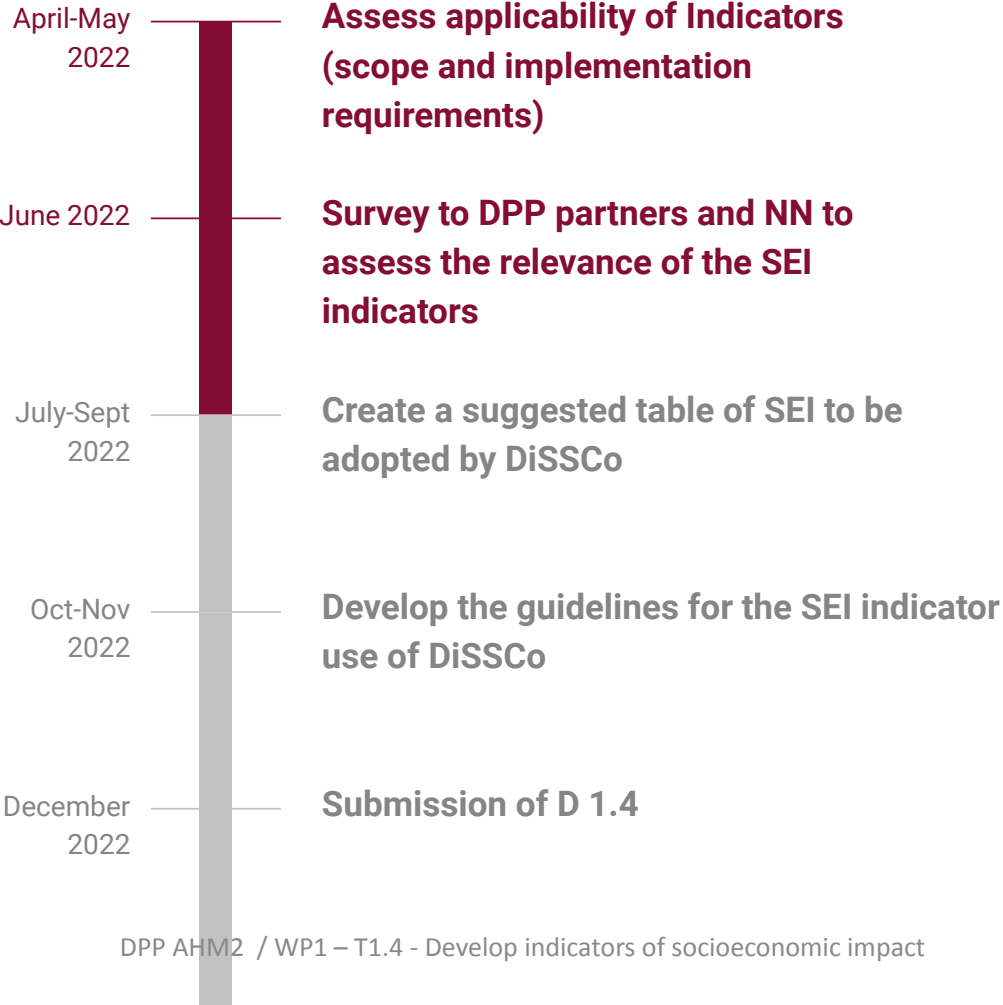 April-May
2022
Assess applicability of Indicators
(scope and implementation
requirements)
June 2022
Survey to DPP partners and NN to
assess the relevance of the SEI
indicators
July-Sept
2022
Create a suggested table of SEI to be
adopted by DiSSCo
Oct-Nov
2022
Develop the guidelines for the SEI indicator
use of DiSSCo
December
2022
Submission of D 1.4
DPP AHM2 / WP1 – T1.4 - Develop indicators of socioeconomic impact